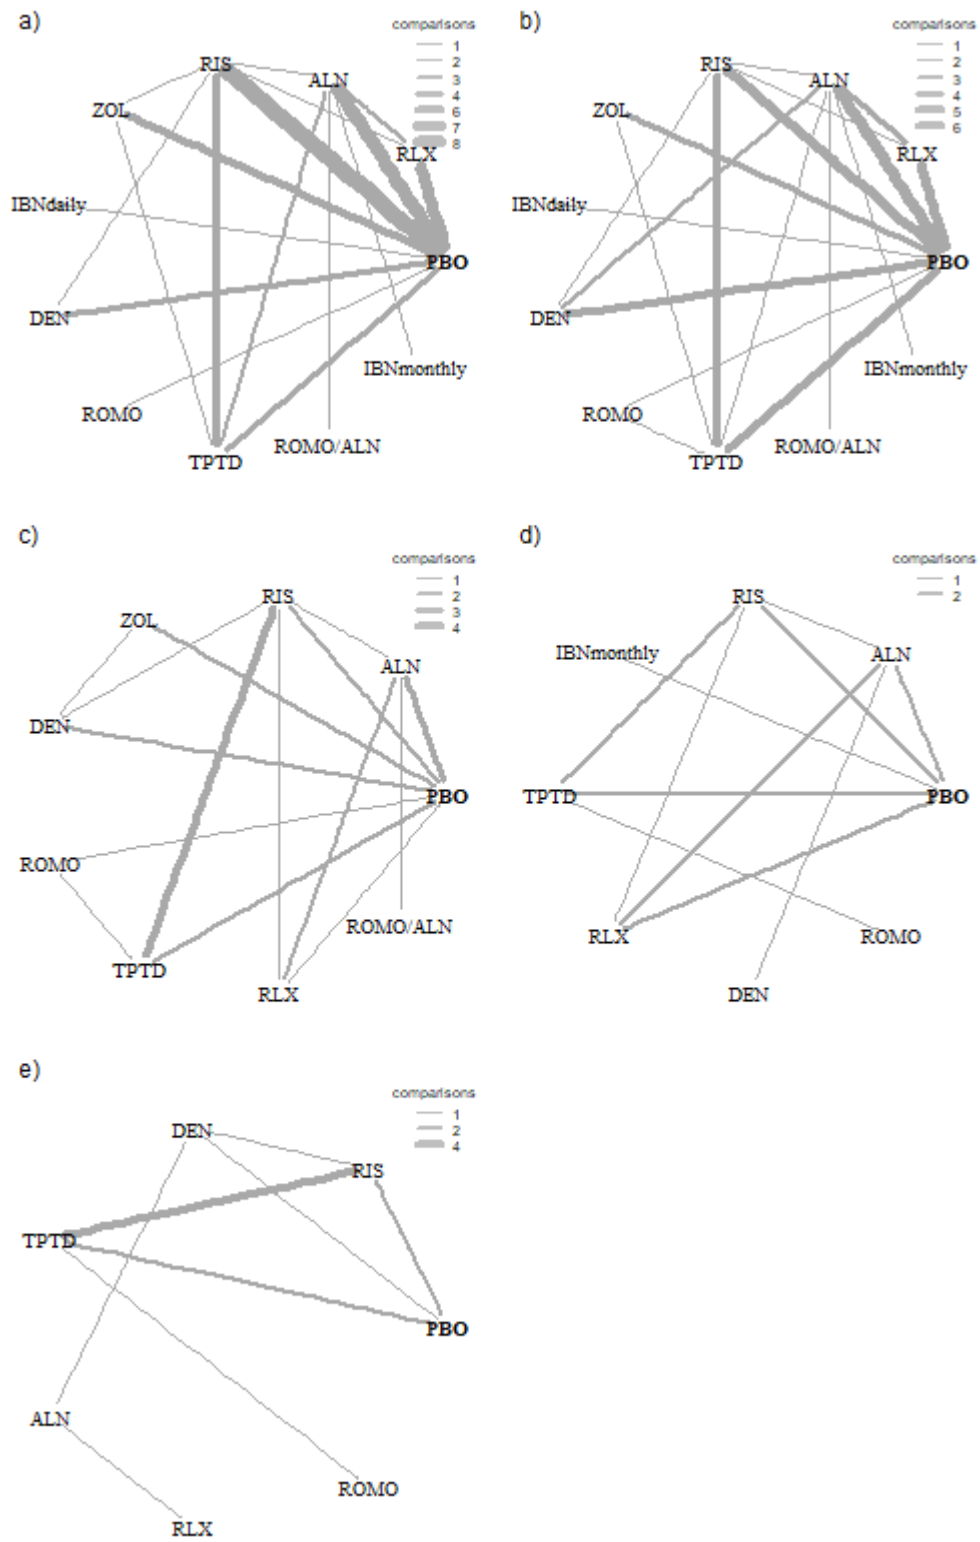 a)
comparisons
1
2
3
4
6
7
8
RIS
ALN
ZOL
RLX
IBNdaily
PBO
DEN
IBNmonthly
ROMO
ROMO/ALN
TPTD
b)
comparisons
1
2
3
4
5
6
RIS
ALN
ZOL
RLX
IBNdaily
PBO
DEN
IBNmonthly
ROMO
ROMO/ALN
TPTD
c)
comparisons
1
2
3
4
RIS
ZOL
ALN
DEN
PBO
ROMO
ROMO/ALN
TPTD
RLX
d)
comparisons
1
2
RIS
IBNmonthly
ALN
TPTD
PBO
RLX
ROMO
DEN
e)
comparisons
1
2
4
DEN
RIS
TPTD
PBO
ALN
ROMO
RLX